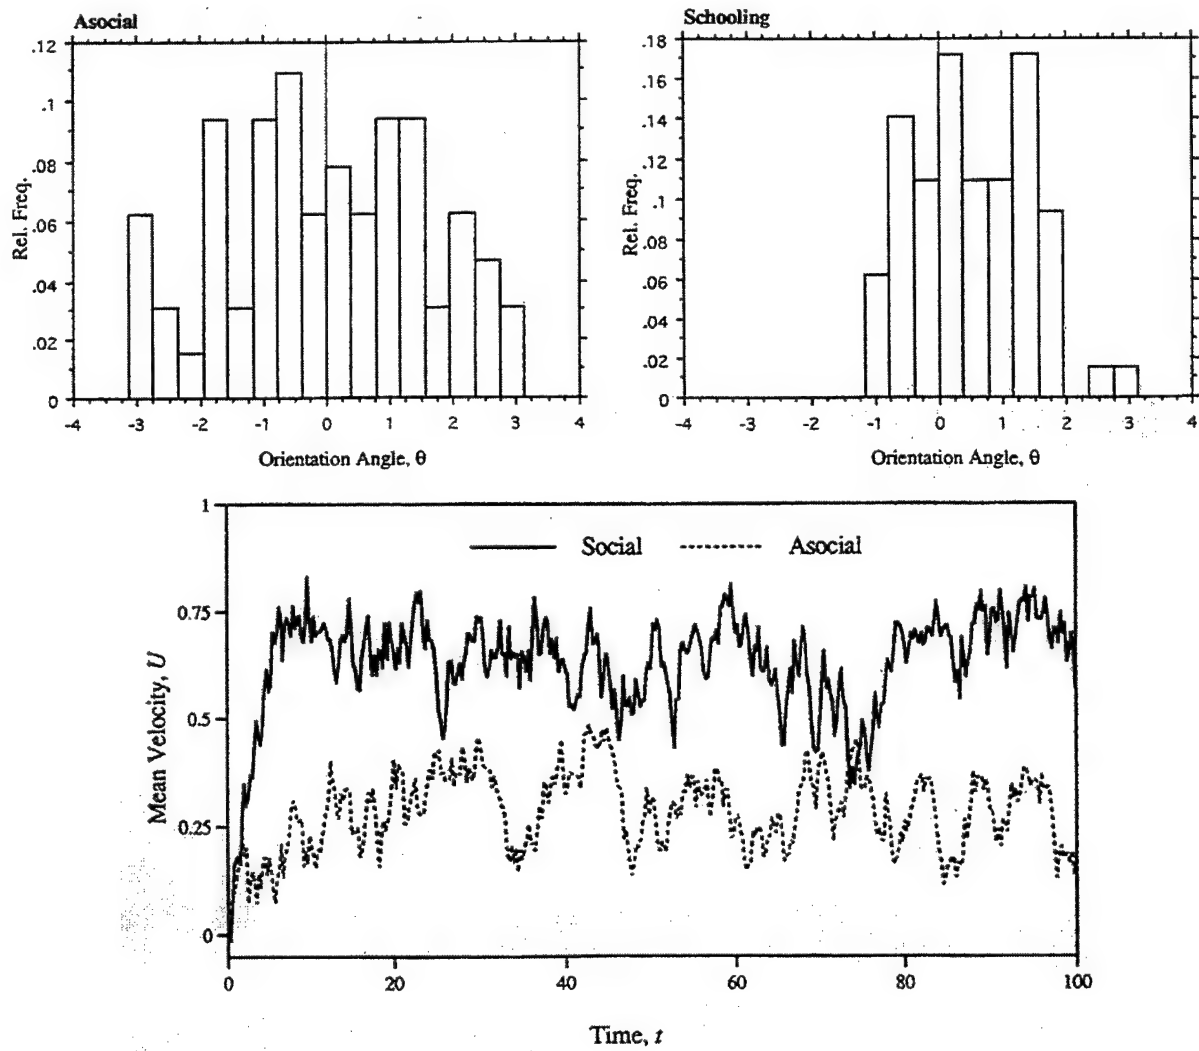 Asocial
.12
.1
.08
.06
.04
.02
0
Rel. Freq.
-4 -3 -2 -1 0 1 2 3 4
Orientation Angle, θ
Schooling
.18
.16
.14
.12
.1
.08
.06
.04
.02
0
Rel. Freq.
-4 -3 -2 -1 0 1 2 3 4
Orientation Angle, θ
1
0.75
0.5
0.25
0
Mean Velocity, U
Social Asocial
0 20 40 60 80 100
Time, t